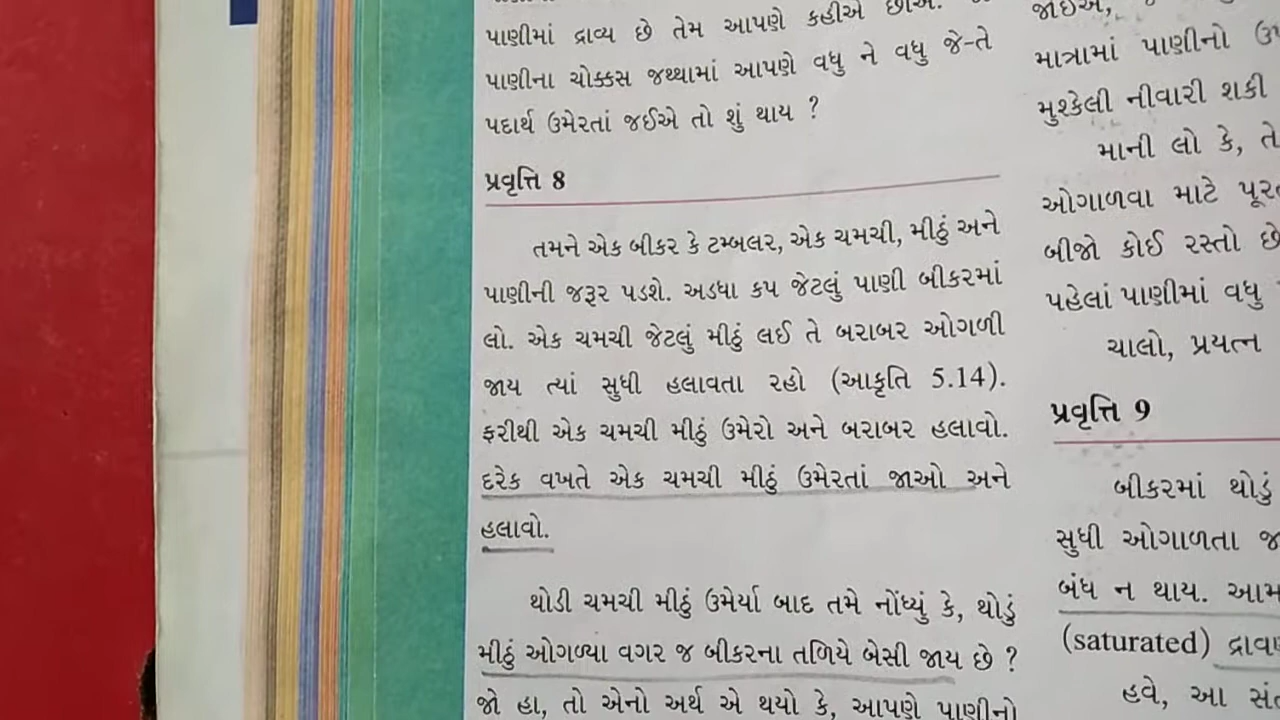 પાણીમાં દ્રાવ્ય છે તેમ આપણે કહીએ છીએ.
પાણીના ચોક્કસ જથ્થામાં આપણે વધુ ને વધુ જે-તે
પદાર્થ ઉમેરતાં જઈએ તો શું થાય ?
પ્રવૃત્તિ 8
તમને એક બીકર કે ટમ્બલર, એક ચમચી, મીઠું અને
પાણીની જરૂર પડશે. અડધા કપ જેટલું પાણી બીકરમાં
લો. એક ચમચી જેટલું મીઠું લઈ તે બરાબર ઓગળી
જાય ત્યાં સુધી હલાવતા રહો (આકૃતિ 5.14).
ફરીથી એક ચમચી મીઠું ઉમેરો અને બરાબર હલાવો.
દરેક વખતે એક ચમચી મીઠું ઉમેરતાં જાઓ અને
હલાવો.
થોડી ચમચી મીઠું ઉમેર્યા બાદ તમે નોંધ્યું કે, થોડું
મીઠું ઓગળ્યા વગર જ બીકરના તળિયે બેસી જાય છે ?
જો હા, તો એનો અર્થ એ થયો કે, આપણે પાણીનો
જોઈએ,
માત્રામાં પાણીનો
મુશ્કેલી નીવારી શકી
માની લો કે, તે
ઓગાળવા માટે
બીજો કોઈ રસ્તો છે
પહેલાં પાણીમાં વધુ
ચાલો, પ્રયત્ન
પ્રવૃત્તિ 9
બીકરમાં થોડું
સુધી ઓગાળતા જ
બંધ ન થાય. આમ
(saturated) દ્રાવ
હવે, આ સં